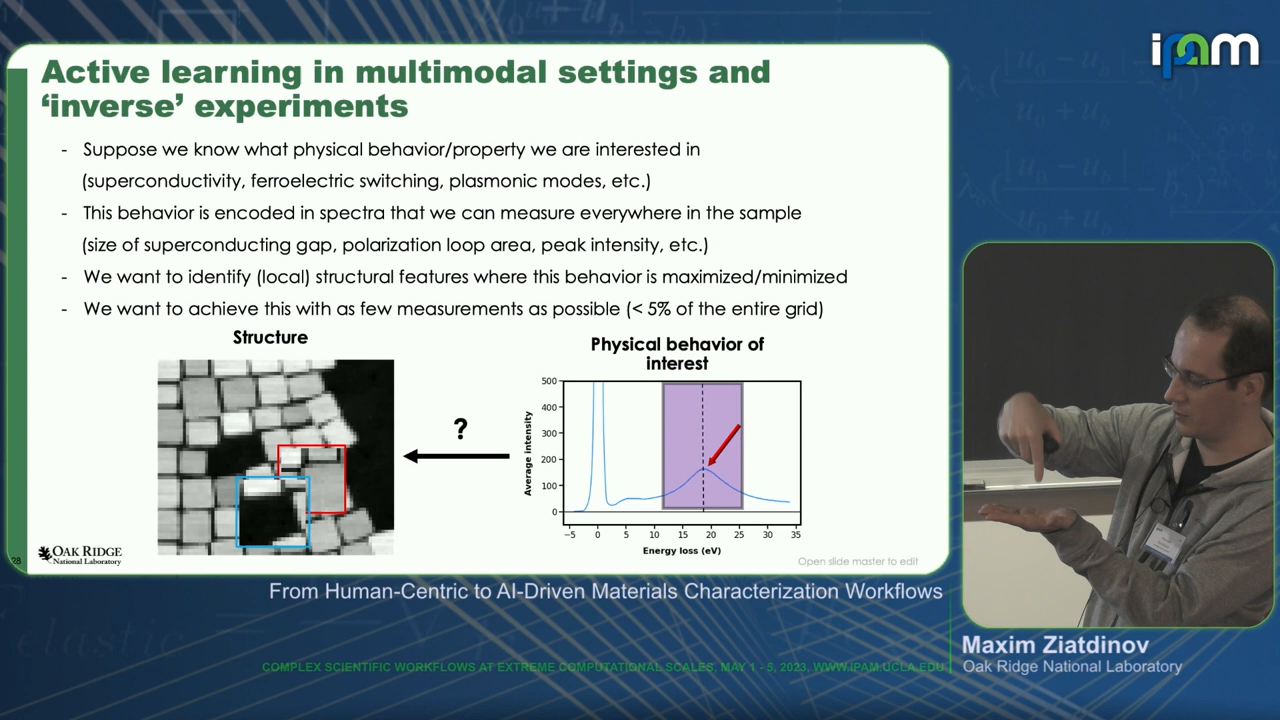 ipam
Active learning in multimodal settings and
‘inverse’ experiments
- Suppose we know what physical behavior/property we are interested in
(superconductivity, ferroelectric switching, plasmonic modes, etc.)
- This behavior is encoded in spectra that we can measure everywhere in the sample
(size of superconducting gap, polarization loop area, peak intensity, etc.)
- We want to identify (local) structural features where this behavior is maximized/minimized
- We want to achieve this with as few measurements as possible (< 5% of the entire grid)
Structure
Physical behavior of
interest
?
500
400
300
200
100
0
Average intensity
−5 0 5 10 15 20 25 30 35
Energy loss (eV)
28
OAK RIDGE
National Laboratory
Open slide master to edit
From Human-Centric to AI-Driven Materials Characterization Workflows
Maxim Ziatdinov
Oak Ridge National Laboratory
COMPLEX SCIENTIFIC WORKFLOWS AT EXTREME COMPUTATIONAL SCALES, MAY 1 - 5, 2023, WWW.IPAM.UCLA.EDU
elastic